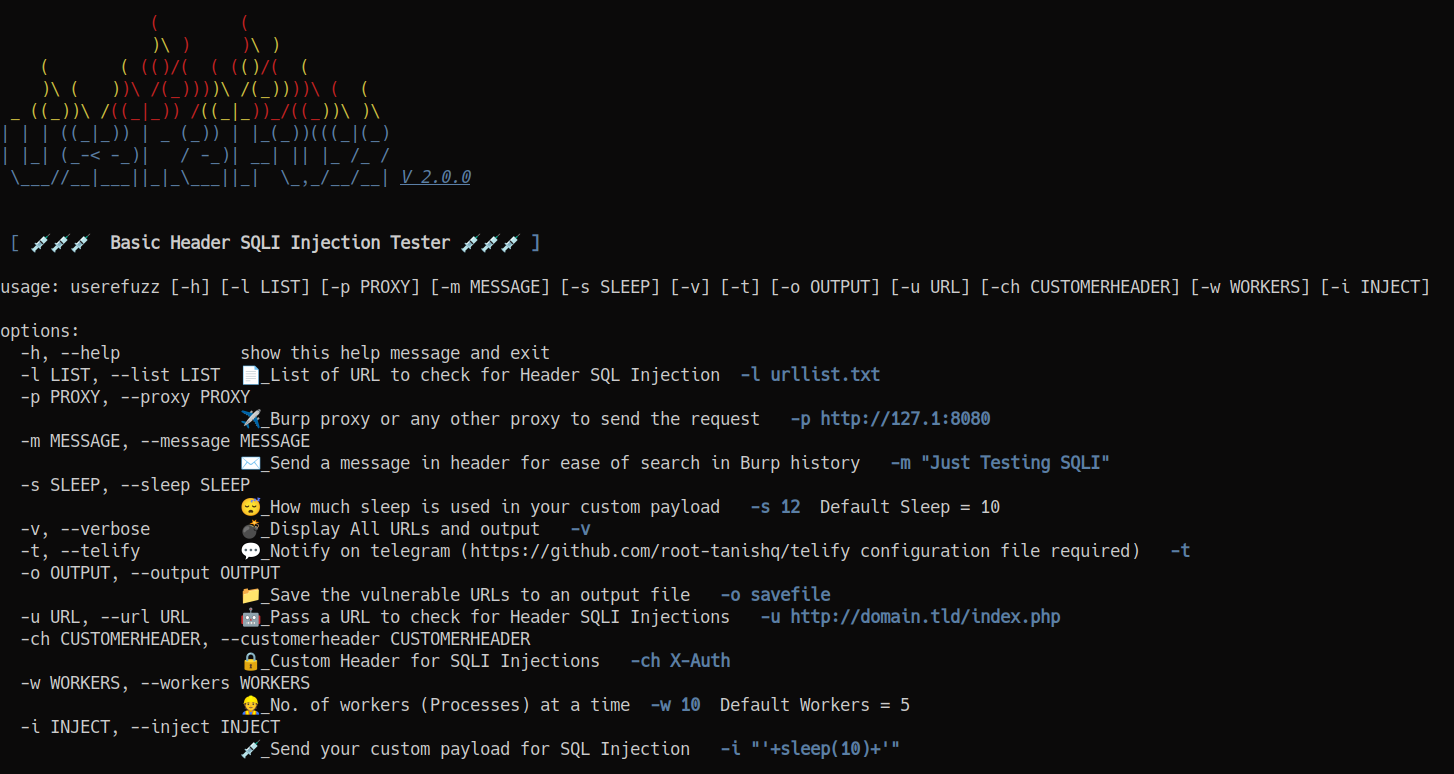 V 2.0.0
[ 💉💉💉 Basic Header SQLI Injection Tester 💉💉💉 ]
usage: userefuzz [-h] [-l LIST] [-p PROXY] [-m MESSAGE] [-s SLEEP] [-v] [-t] [-o OUTPUT] [-u URL] [-ch CUSTOMERHEADER] [-w WORKERS] [-i INJECT]
options:
-h, --help show this help message and exit
-l LIST, --list LIST 📄_List of URL to check for Header SQL Injection -l urllist.txt
-p PROXY, --proxy PROXY
✈️_Burp proxy or any other proxy to send the request -p http://127.1:8080
-m MESSAGE, --message MESSAGE
✉️_Send a message in header for ease of search in Burp history -m "Just Testing SQLI"
-s SLEEP, --sleep SLEEP
😴_How much sleep is used in your custom payload -s 12 Default Sleep = 10
-v, --verbose 💣_Display All URLs and output -v
-t, --telify 💬_Notify on telegram (https://github.com/root-tanishq/telify configuration file required) -t
-o OUTPUT, --output OUTPUT
📁_Save the vulnerable URLs to an output file -o savefile
-u URL, --url URL 🤖_Pass a URL to check for Header SQLI Injections -u http://domain.tld/index.php
-ch CUSTOMERHEADER, --customerheader CUSTOMERHEADER
🔒_Custom Header for SQLI Injections -ch X-Auth
-w WORKERS, --workers WORKERS
👷_No. of workers (Processes) at a time -w 10 Default Workers = 5
-i INJECT, --inject INJECT
💉_Send your custom payload for SQL Injection -i "'+sleep(10)+'"